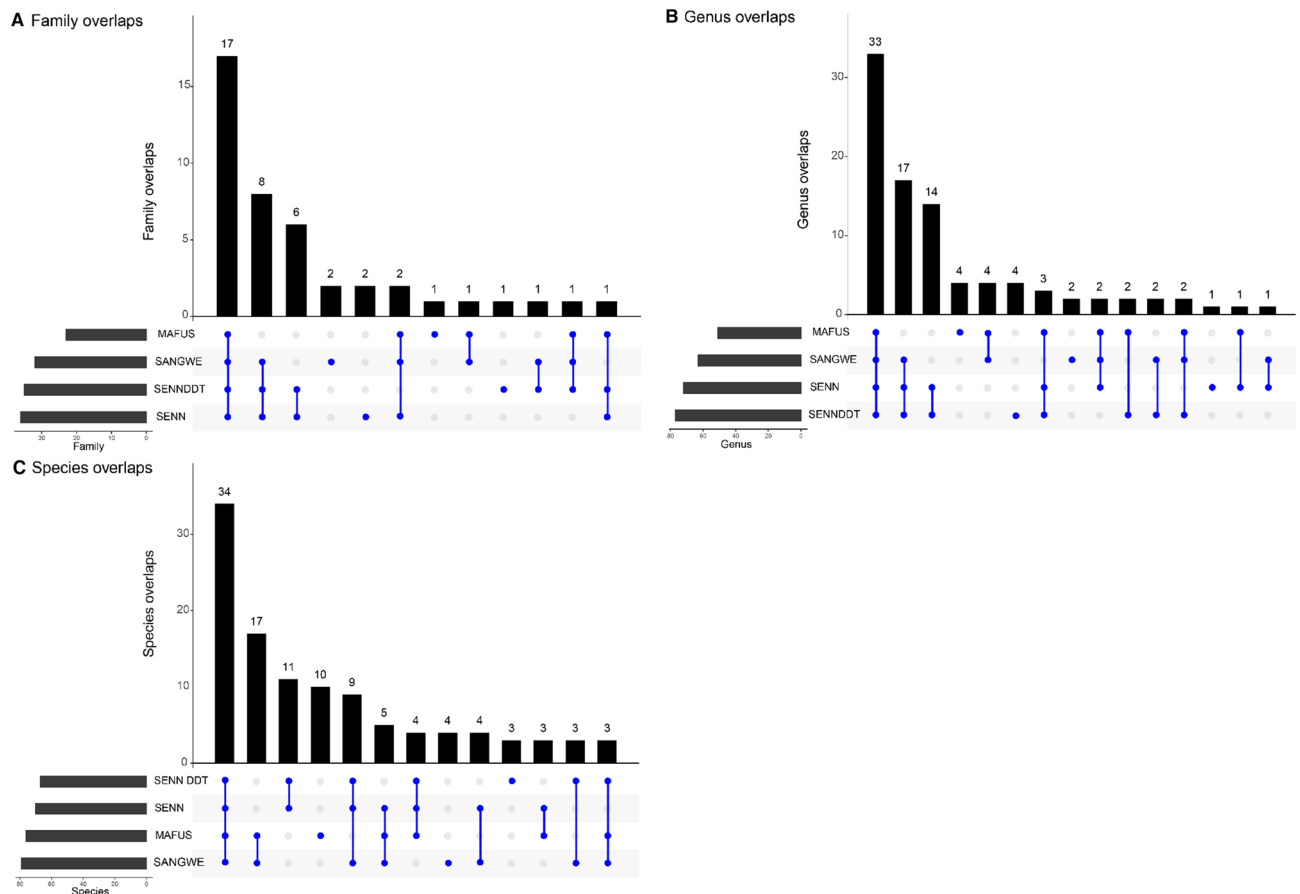 A Family overlaps
17
15
Family overlaps
10
8
6
5
2 2 2 1 1 1 1 1 1
0
MAFUS
SANGWE
SENNDDT
SENN
30 20 10 0
Family
B Genus overlaps
33
30
Genus overlaps
20
17
14
10
4 4 4 3 2 2 2 2 2 1 1 1
0
MAFUS
SANGWE
SENN
SENNDDT
80 60 40 20 0
Genus
C Species overlaps
34
30
Species overlaps
20
17
11 10 9
10
5 4 4 4 3 3 3 3
0
SENN DDT
SENN
MAFUS
SANGWE
80 60 40 20 0
Species